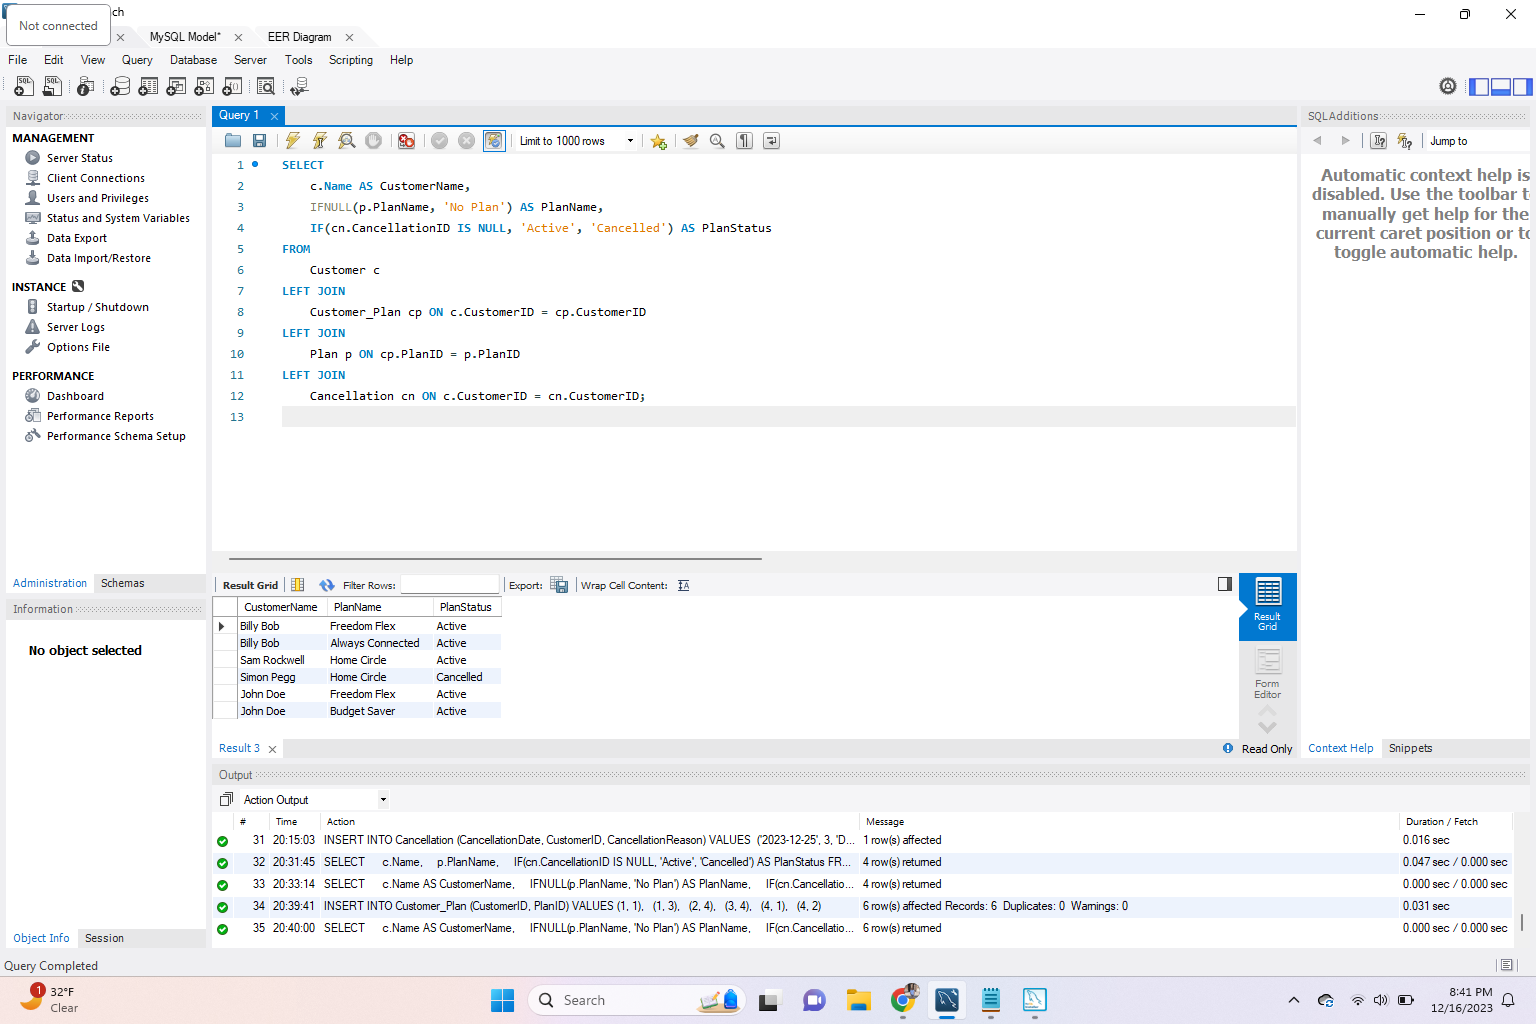 Not connected
ch
MySQL Model*
EER Diagram
File Edit View Query Database Server Tools Scripting Help
Navigator
MANAGEMENT
Server Status
Client Connections
Users and Privileges
Status and System Variables
Data Export
Data Import/Restore
INSTANCE
Startup / Shutdown
Server Logs
Options File
PERFORMANCE
Dashboard
Performance Reports
Performance Schema Setup
Administration Schemas
Information
No object selected
Object Info Session
Query 1
Limit to 1000 rows
1 SELECT
2 c.Name AS CustomerName,
3 IFNULL(p.PlanName, 'No Plan') AS PlanName,
4 IF(cn.CancellationID IS NULL, 'Active', 'Cancelled') AS PlanStatus
5 FROM
6 Customer c
7 LEFT JOIN
8 Customer_Plan cp ON c.CustomerID = cp.CustomerID
9 LEFT JOIN
10 Plan p ON cp.PlanID = p.PlanID
11 LEFT JOIN
12 Cancellation cn ON c.CustomerID = cn.CustomerID;
13
Result Grid Filter Rows: Export: Wrap Cell Content:
CustomerName PlanName PlanStatus
Billy Bob Freedom Flex Active
Billy Bob Always Connected Active
Sam Rockwell Home Circle Active
Simon Pegg Home Circle Cancelled
John Doe Freedom Flex Active
John Doe Budget Saver Active
Result
Grid
Form
Editor
Result 3
Read Only
SQLAdditions
Jump to
Automatic context help is
disabled. Use the toolbar t
manually get help for the
current caret position or to
toggle automatic help.
Context Help Snippets
Output
Action Output
# Time Action Message Duration / Fetch
31 20:15:03 INSERT INTO Cancellation (CancellationDate, CustomerID, CancellationReason) VALUES ('2023-12-25', 3, 'D... 1 row(s) affected 0.016 sec
32 20:31:45 SELECT c.Name, p.PlanName, IF(cn.CancellationID IS NULL, 'Active', 'Cancelled') AS PlanStatus FR... 4 row(s) returned 0.047 sec / 0.000 sec
33 20:33:14 SELECT c.Name AS CustomerName, IFNULL(p.PlanName, 'No Plan') AS PlanName, IF(cn.Cancellatio... 4 row(s) returned 0.000 sec / 0.000 sec
34 20:39:41 INSERT INTO Customer_Plan (CustomerID, PlanID) VALUES (1, 1), (1, 3), (2, 4), (3, 4), (4, 1), (4, 2) 6 row(s) affected Records: 6 Duplicates: 0 Warnings: 0 0.031 sec
35 20:40:00 SELECT c.Name AS CustomerName, IFNULL(p.PlanName, 'No Plan') AS PlanName, IF(cn.Cancellatio... 6 row(s) returned 0.000 sec / 0.000 sec
Query Completed
1
32°F
Clear
Search
8:41 PM
12/16/2023